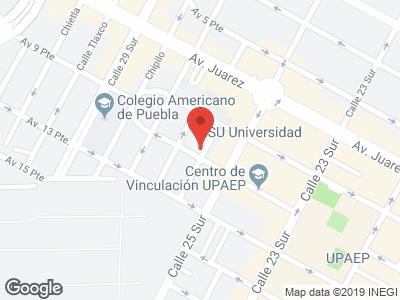 Av 9 Pte
Chietla
Calle Tlaxco
Calle 29 Sur
Chipilo
Av 5 Pte
Av. Juarez
Calle 23 Sur
Colegio Americano
de Puebla
SU Universidad
Av. 13 Pte
Av 15 Pte
Av. Juarez
Centro de
Vinculación UPAEP
Calle 23 Sur
Calle 25 Sur
Calle 23 Sur
UPAEP
Google
©2019 INEGI